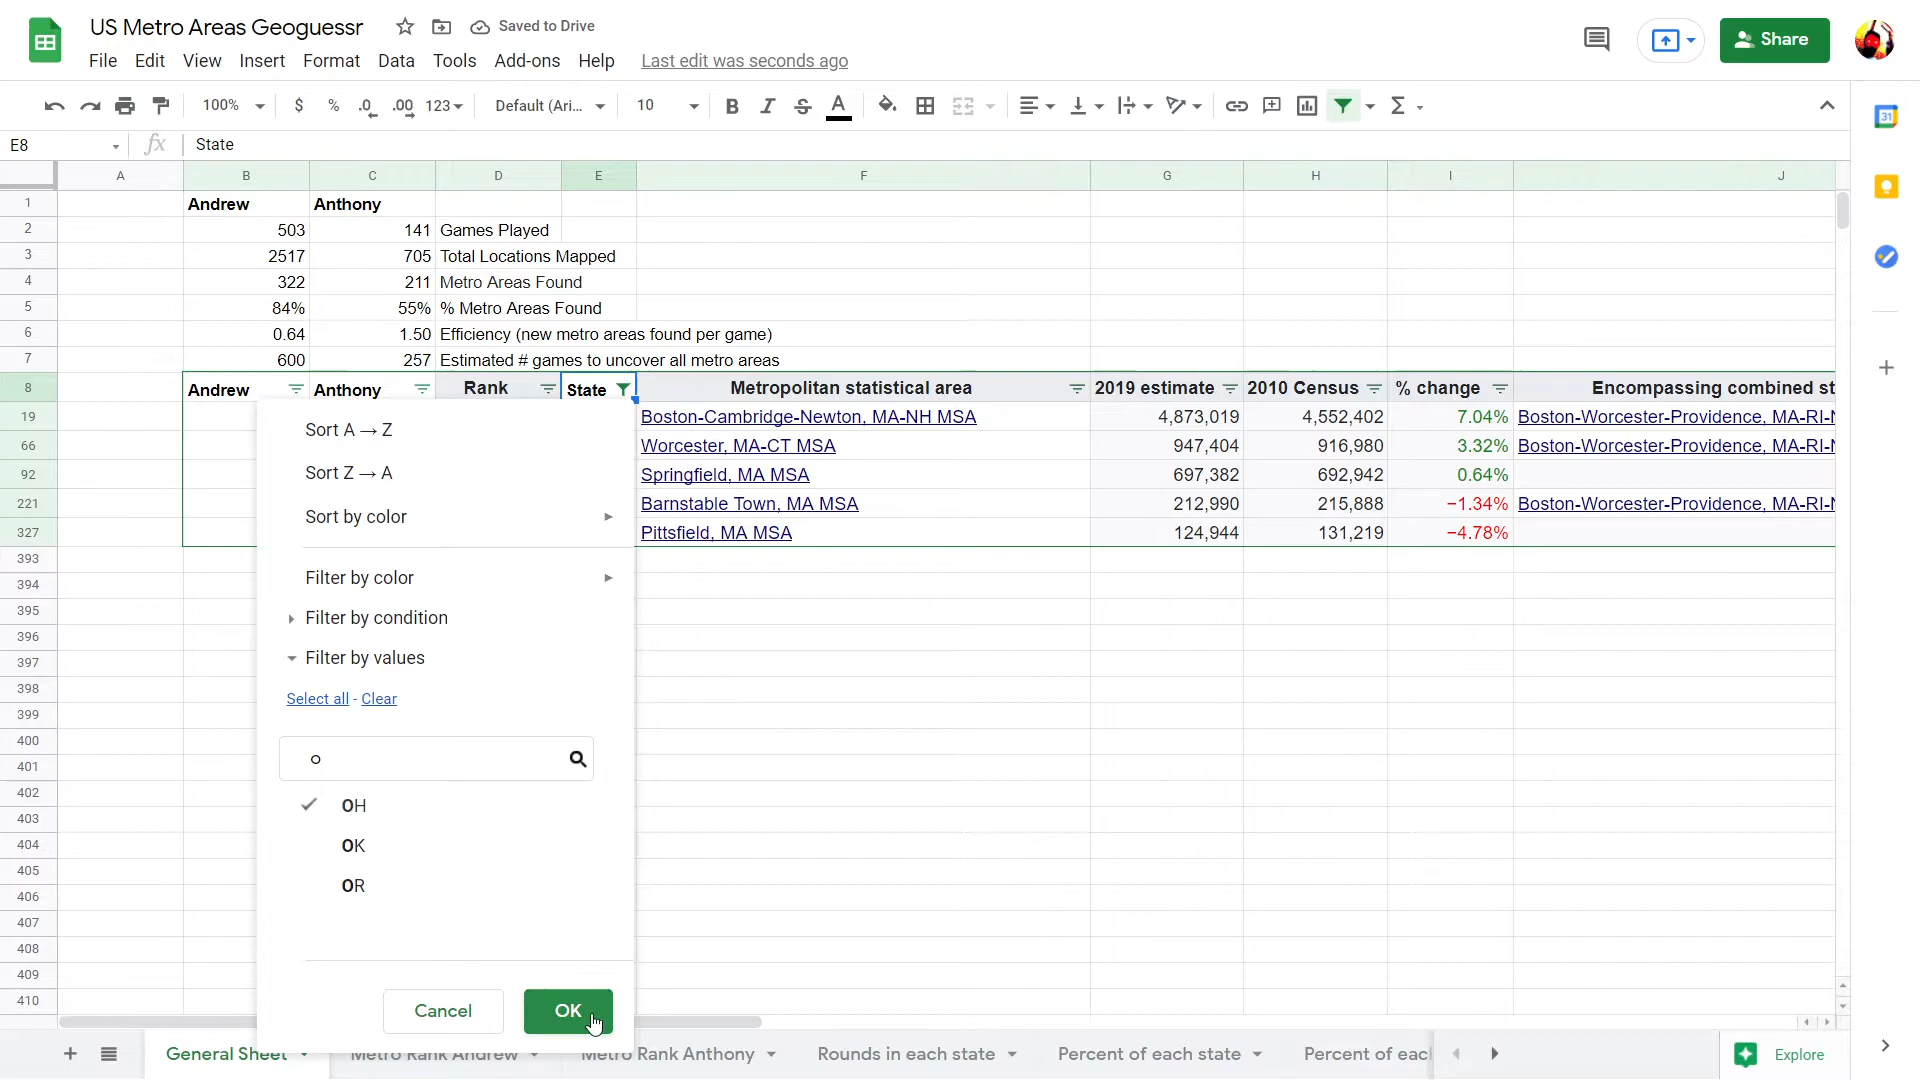 US Metro Areas Geoguessr
Saved to Drive
File Edit View Insert Format Data Tools Add-ons Help Last edit was seconds ago
Share
100% $ % .0 .00 123 Default (Ari... 10 B I S A Σ
31
E8 fx State
A B C D E F G H I J
1 Andrew Anthony
2 503 141 Games Played
3 2517 705 Total Locations Mapped
4 322 211 Metro Areas Found
5 84% 55% % Metro Areas Found
6 0.64 1.50 Efficiency (new metro areas found per game)
7 600 257 Estimated # games to uncover all metro areas
8 Andrew Anthony Rank State Metropolitan statistical area 2019 estimate 2010 Census % change Encompassing combined st
19 Boston-Cambridge-Newton, MA-NH MSA 4,873,019 4,552,402 7.04% Boston-Worcester-Providence, MA-RI-N
66 Worcester, MA-CT MSA 947,404 916,980 3.32% Boston-Worcester-Providence, MA-RI-N
92 Springfield, MA MSA 697,382 692,942 0.64%
221 Barnstable Town, MA MSA 212,990 215,888 −1.34% Boston-Worcester-Providence, MA-RI-N
327 Pittsfield, MA MSA 124,944 131,219 −4.78%
393
394
395
396
397
398
399
400
401
402
403
404
405
406
407
408
409
410
Sort A → Z
Sort Z → A
Sort by color
Filter by color
Filter by condition
Filter by values
Select all - Clear
o
OH
OK
OR
Cancel OK
General Sheet Metro Rank Andrew Metro Rank Anthony Rounds in each state Percent of each state Percent of eac
Explore